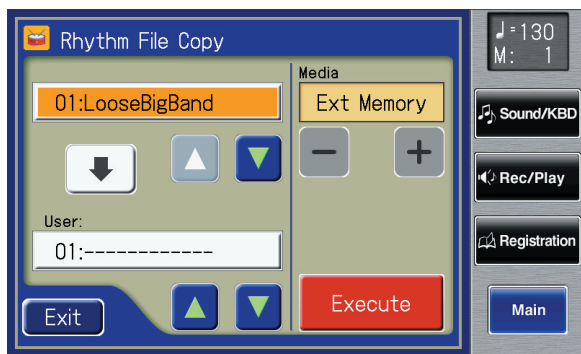 Rhythm File Copy
Media
01:LooseBigBand
Ext Memory
User:
01:------------
Exit
Execute
♩=130
M: 1
Sound/KBD
Rec/Play
Registration
Main